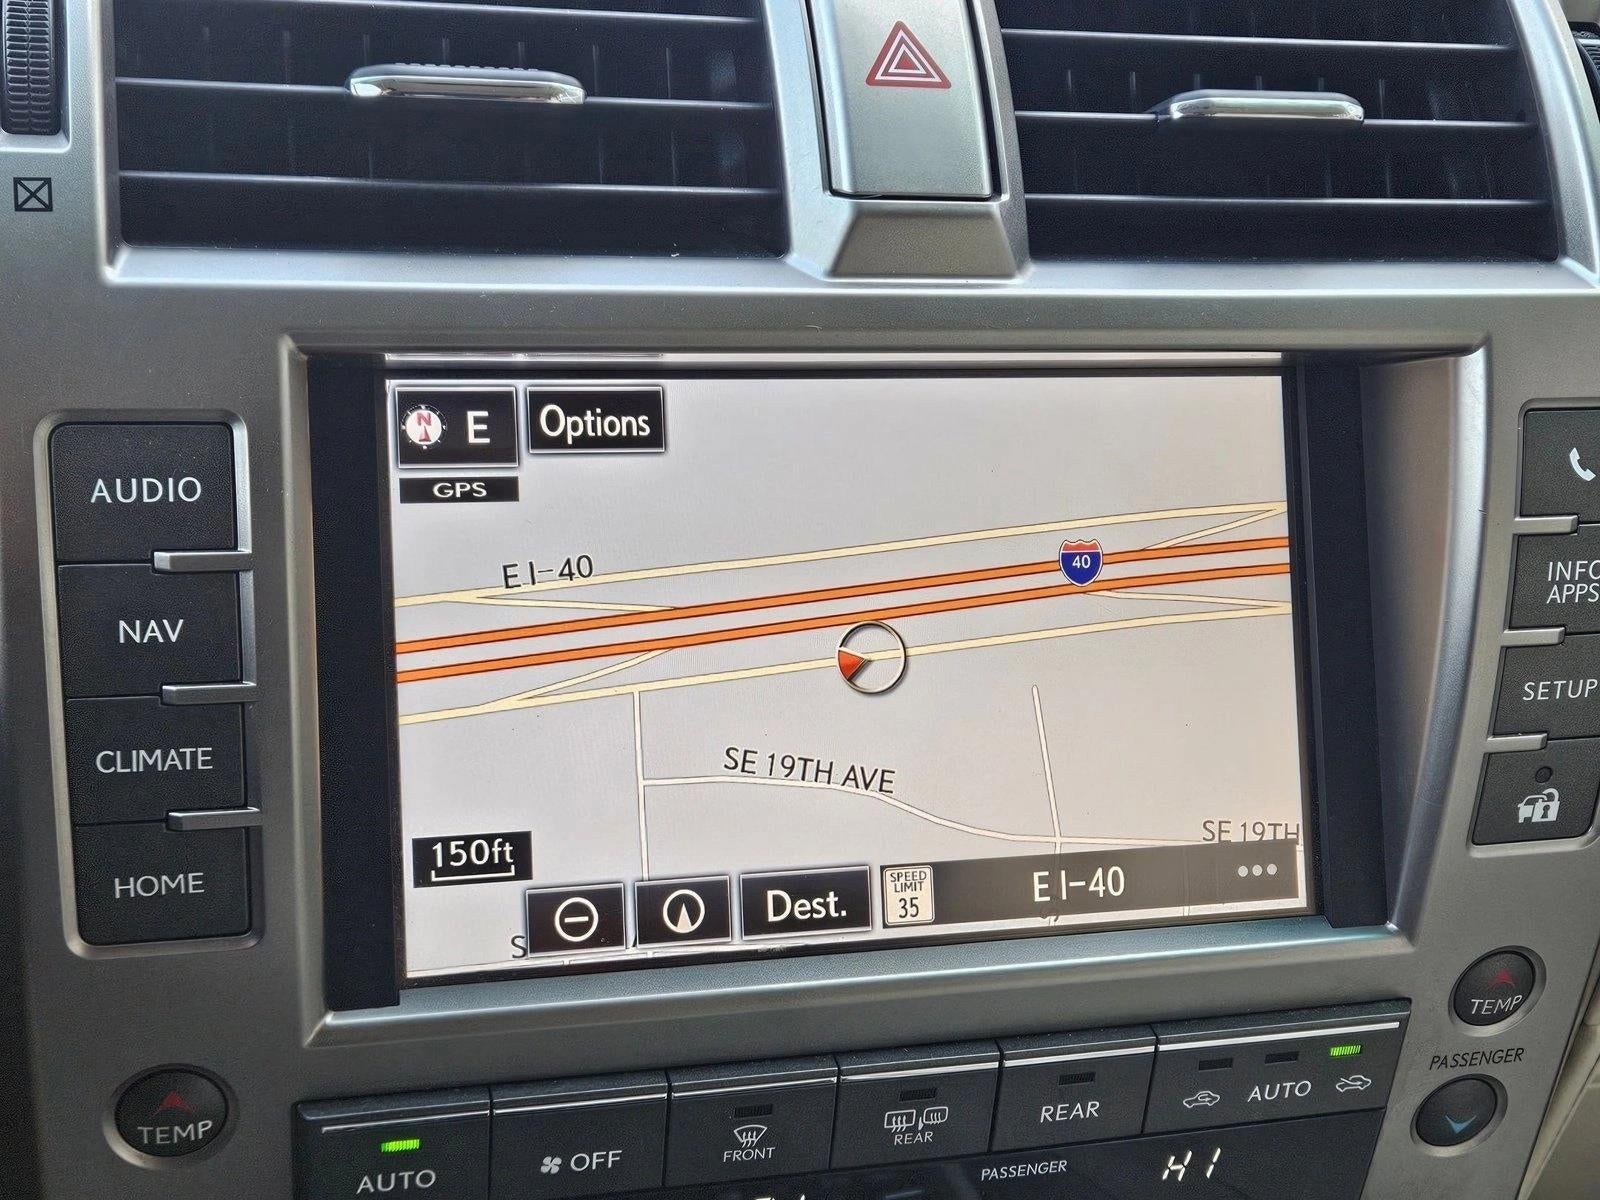 N E
Options
GPS
E I-40
40
SE 19TH AVE
SE 19TH
150ft
Dest.
SPEED
LIMIT
35
E I-40
S
AUDIO
NAV
CLIMATE
HOME
INFO
APPS
SETUP
TEMP
PASSENGER
TEMP
AUTO
OFF
FRONT
REAR
REAR
AUTO
PASSENGER
HI